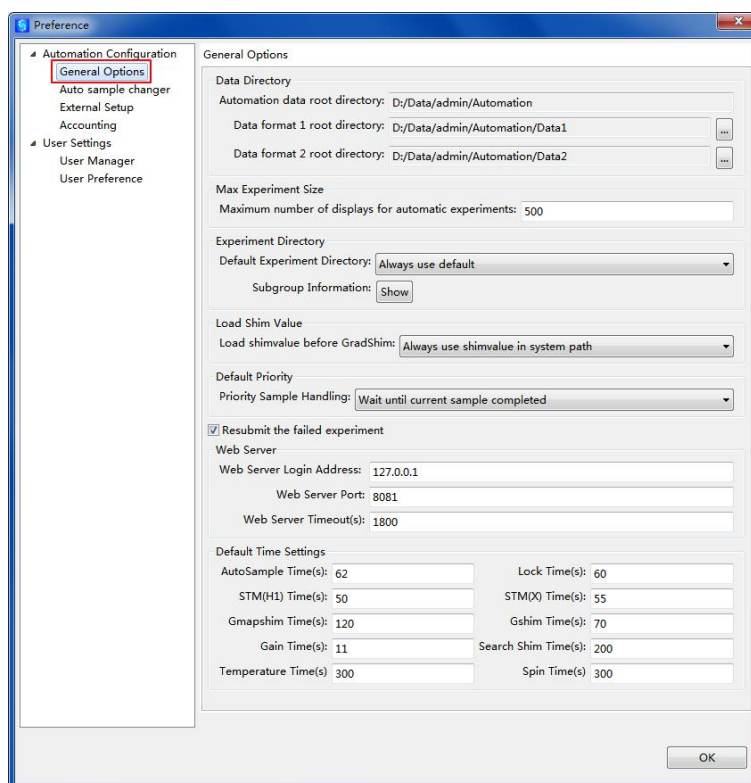 Preference
Automation Configuration
General Options
Auto sample changer
External Setup
Accounting
User Settings
User Manager
User Preference
General Options
Data Directory
Automation data root directory: D:/Data/admin/Automation
Data format 1 root directory: D:/Data/admin/Automation/Data1 ...
Data format 2 root directory: D:/Data/admin/Automation/Data2 ...
Max Experiment Size
Maximum number of displays for automatic experiments: 500
Experiment Directory
Default Experiment Directory: Always use default
Subgroup Information: Show
Load Shim Value
Load shimvalue before GradShim: Always use shimvalue in system path
Default Priority
Priority Sample Handling: Wait until current sample completed
Resubmit the failed experiment
Web Server
Web Server Login Address: 127.0.0.1
Web Server Port: 8081
Web Server Timeout(s): 1800
Default Time Settings
AutoSample Time(s): 62 Lock Time(s): 60
STM(H1) Time(s): 50 STM(X) Time(s): 55
Gmapshim Time(s): 120 Gshim Time(s): 70
Gain Time(s): 11 Search Shim Time(s): 200
Temperature Time(s) 300 Spin Time(s) 300
OK